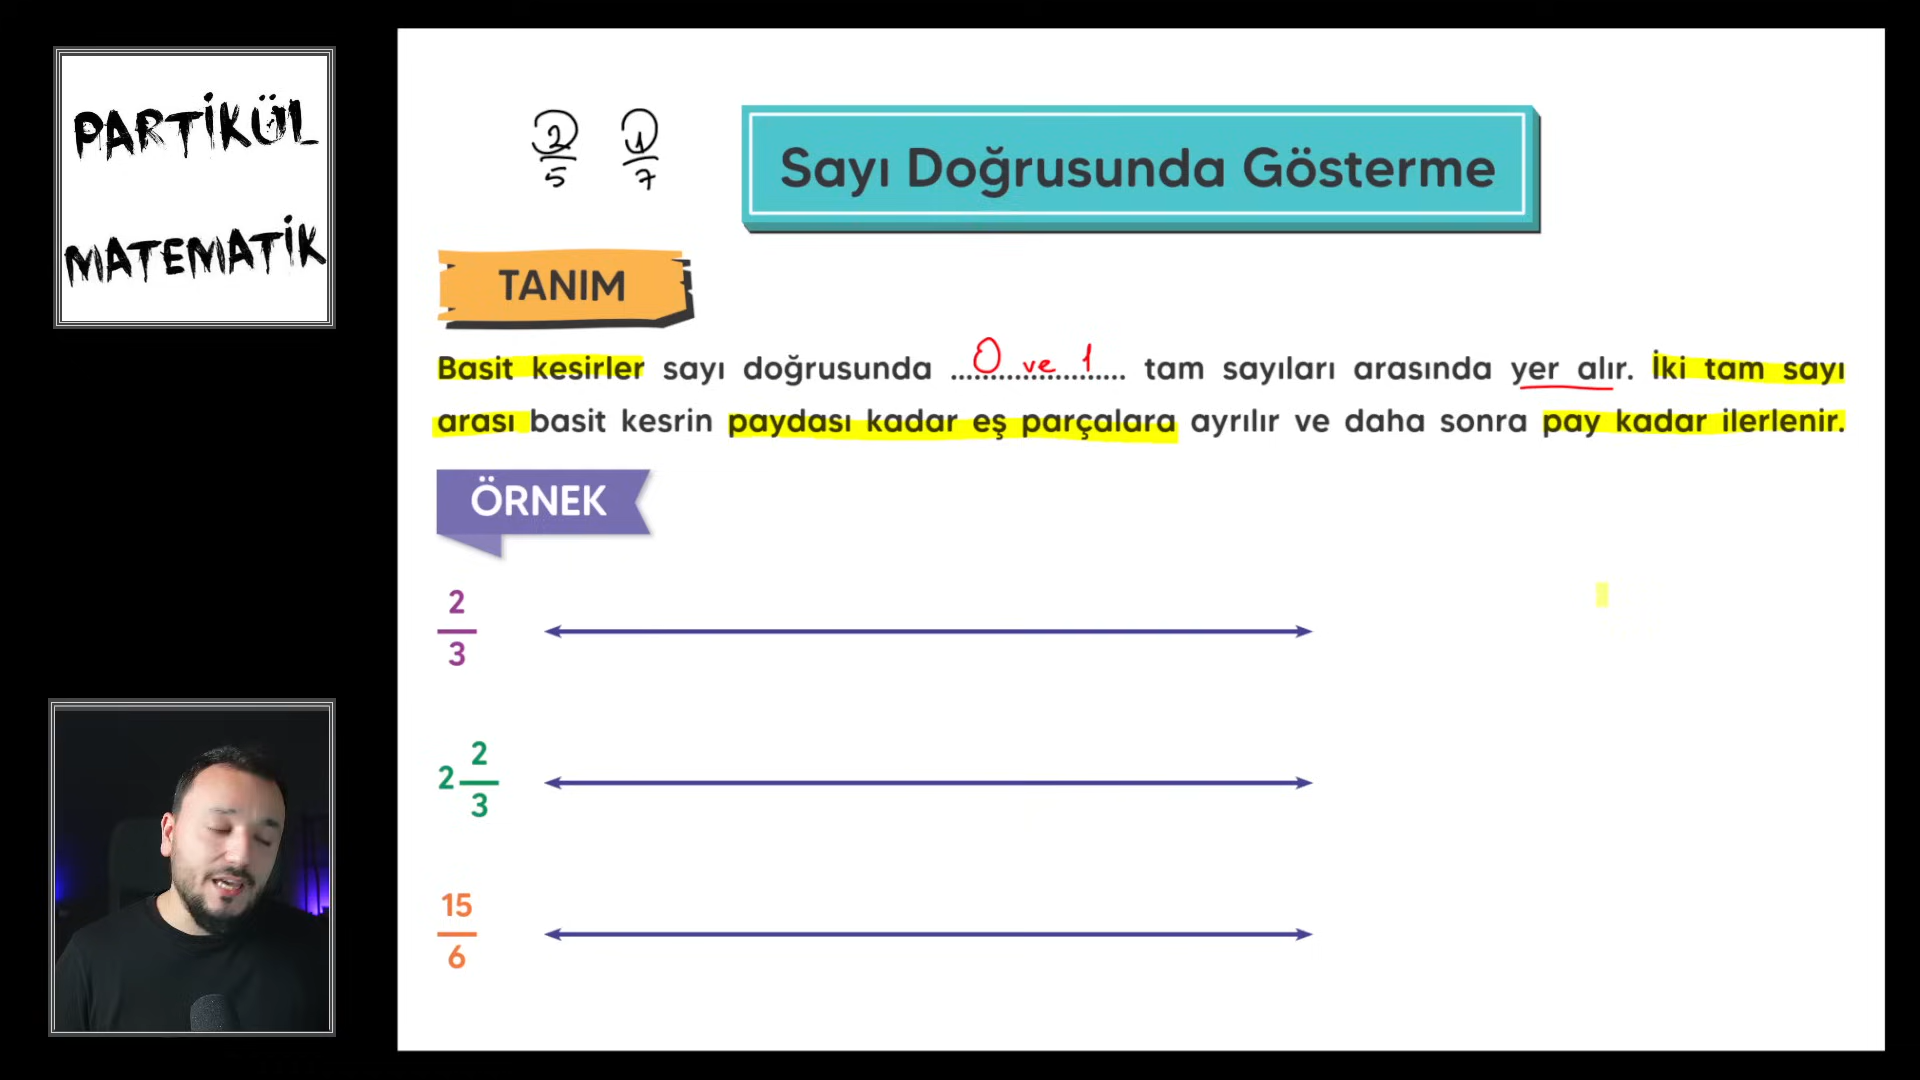 PARTİKÜL
MATEMATİK
2/5 1/7
Sayı Doğrusunda Gösterme
TANIM
Basit kesirler sayı doğrusunda ...0 ve 1... tam sayıları arasında yer alır. İki tam sayı
arası basit kesrin paydası kadar eş parçalara ayrılır ve daha sonra pay kadar ilerlenir.
ÖRNEK
2/3
2 2/3
15/6